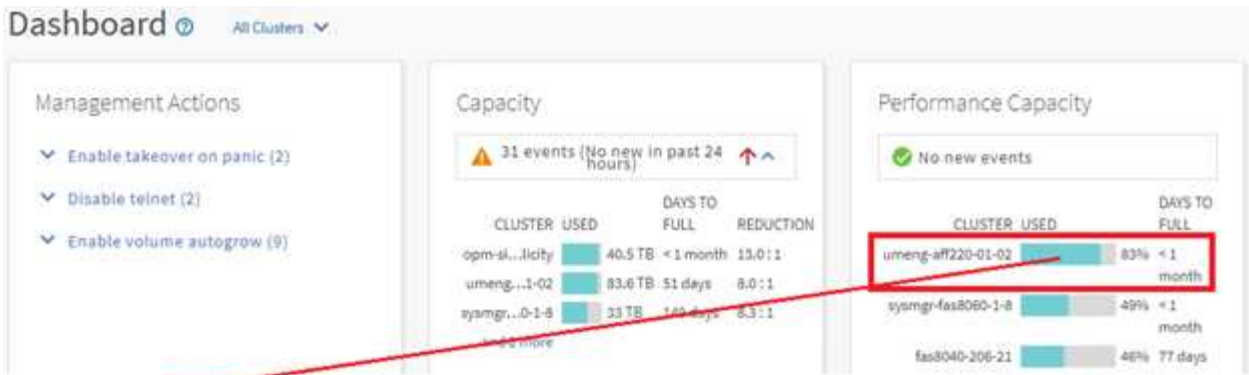 Dashboard All Clusters
Management Actions
Enable takeover on panic (2)
Disable telnet (2)
Enable volume autogrow (9)
Capacity
31 events (No new in past 24
hours)
DAYS TO
CLUSTER USED FULL REDUCTION
opm-si...licity 40.5 TB < 1 month 15.0 : 1
umeng...1-02 83.6 TB 51 days 8.0 : 1
sysmgr...0-1-8 33 TB 149 days 8.3 : 1
more
Performance Capacity
No new events
DAYS TO
CLUSTER USED FULL
umeng-aff220-01-02 83% < 1
month
sysmgr-fas8060-1-8 49% < 1
month
fas8040-206-21 46% 77 days